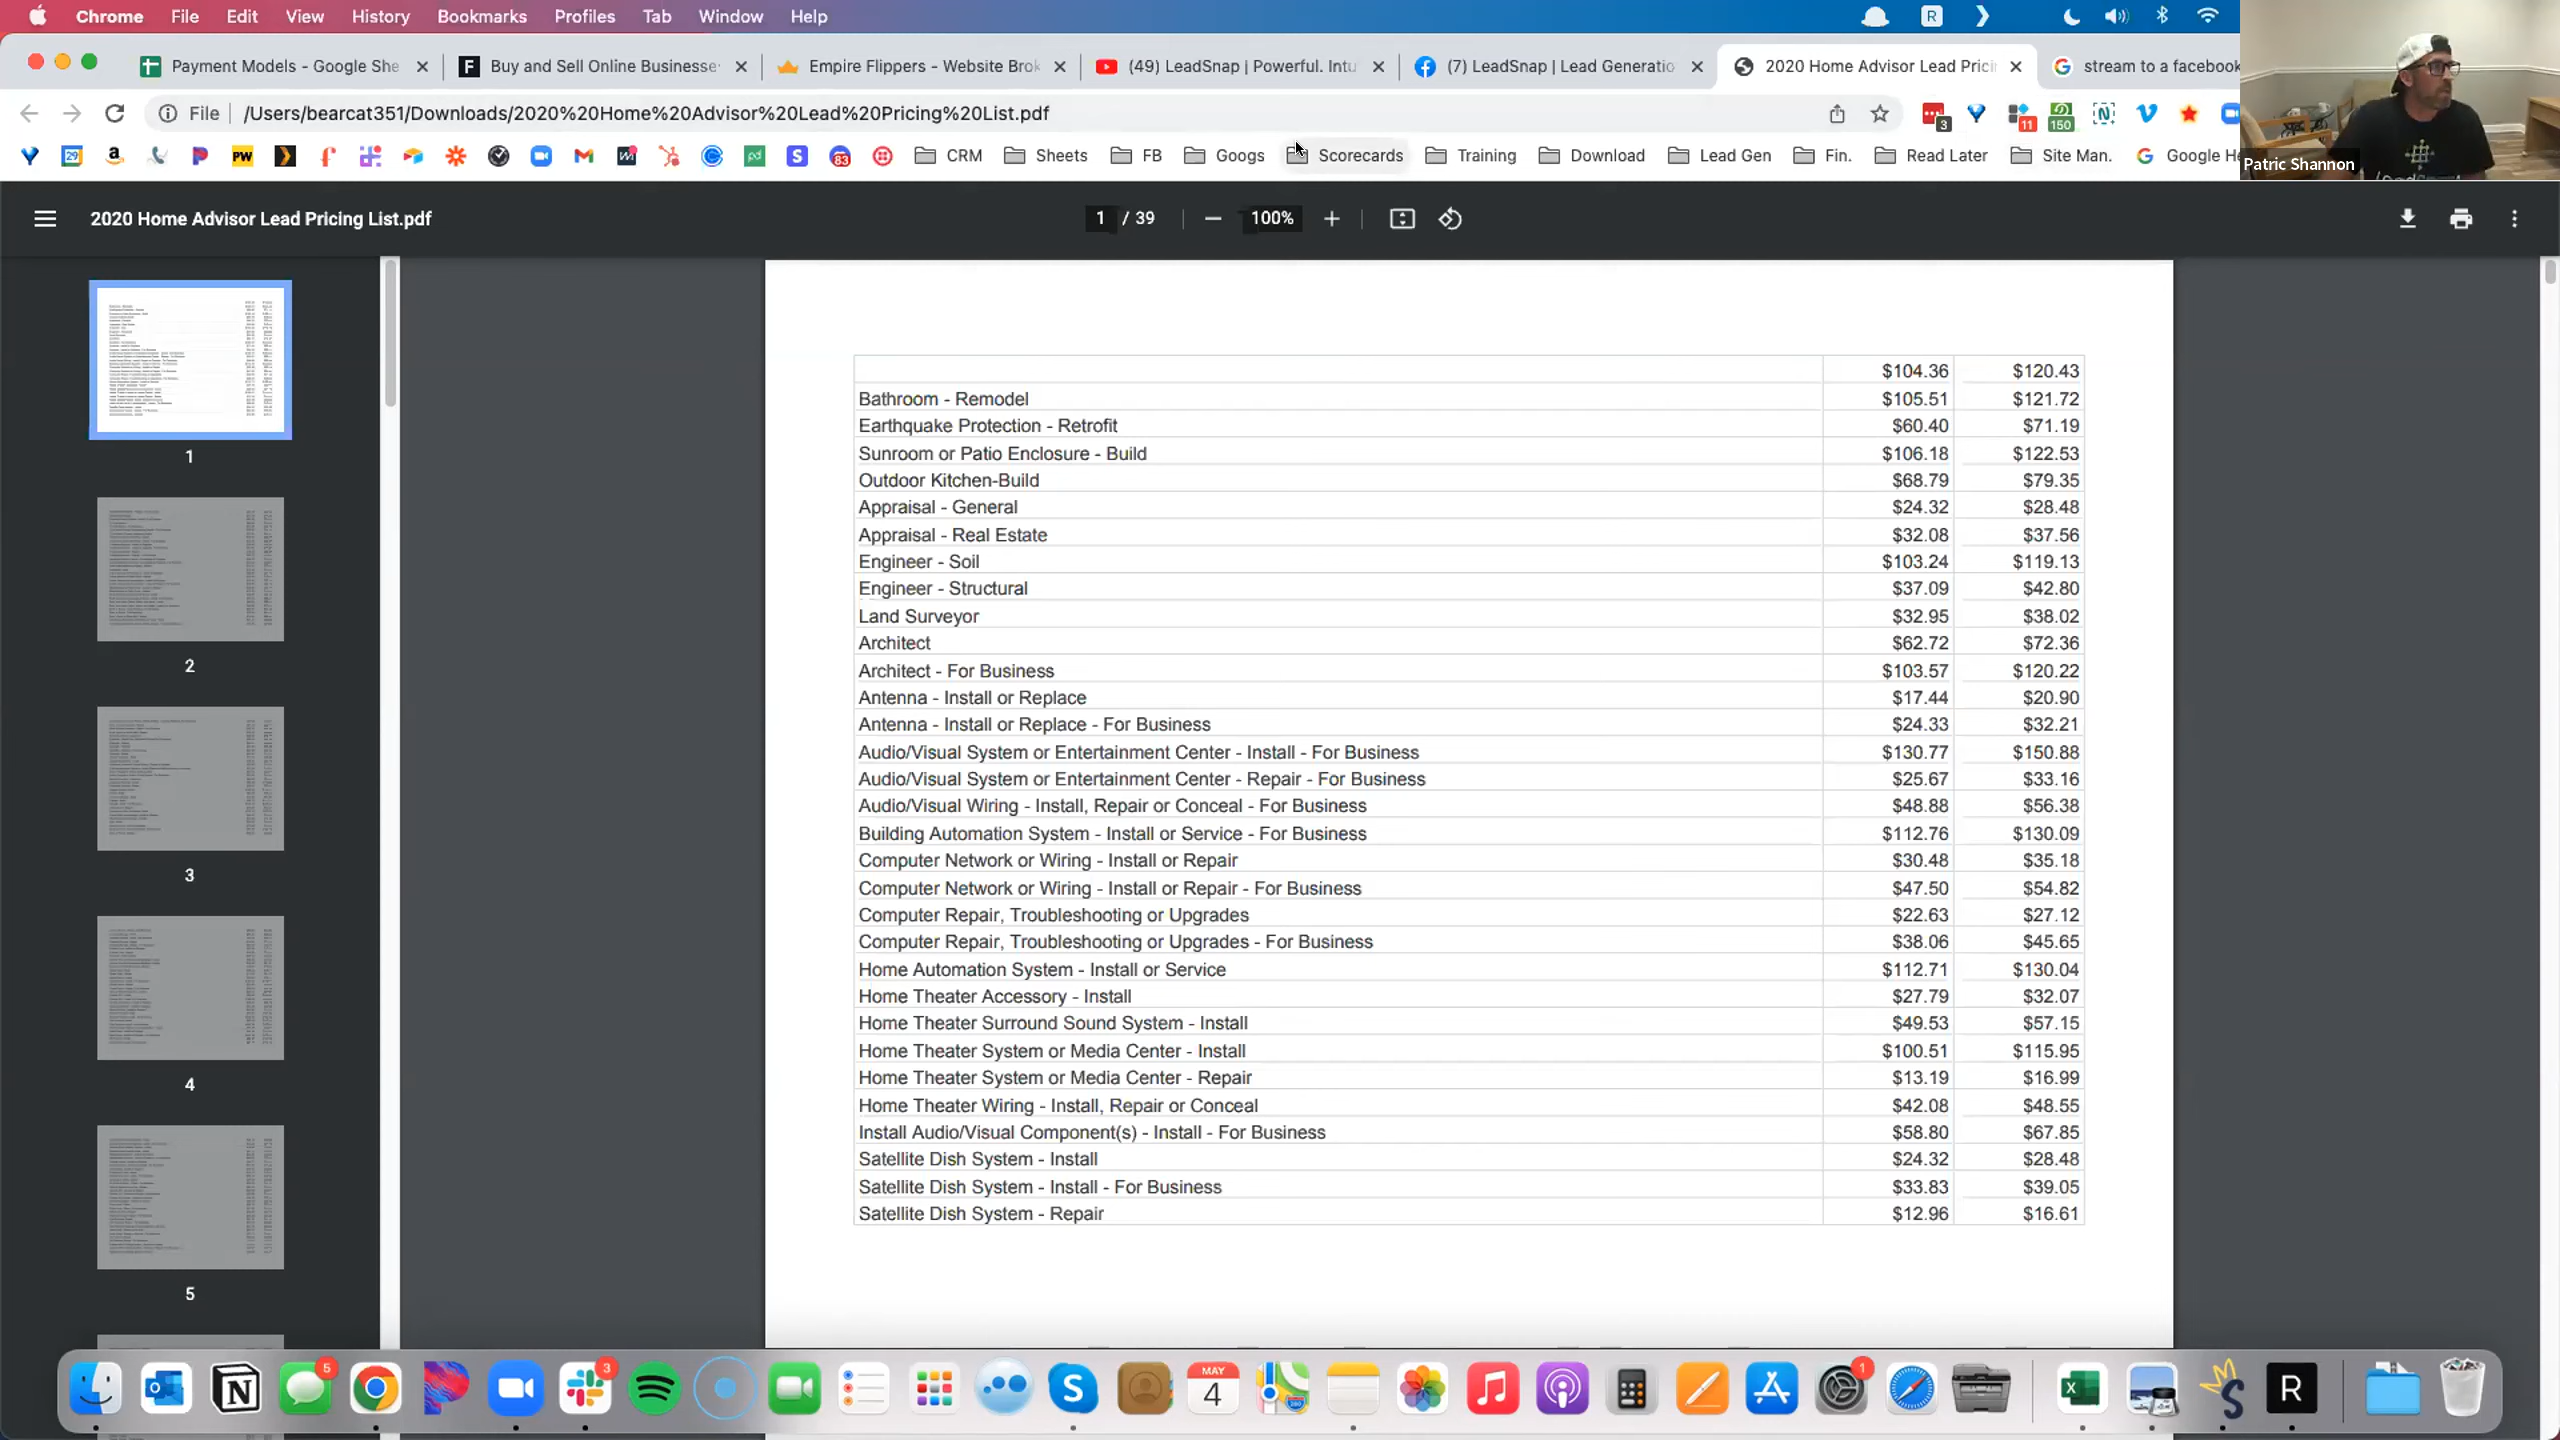 Chrome File Edit View History Bookmarks Profiles Tab Window Help
Payment Models - Google She
Buy and Sell Online Businesse
Empire Flippers - Website Brok
(49) LeadSnap | Powerful. Intu
(7) LeadSnap | Lead Generatio
2020 Home Advisor Lead Prici
stream to a facebook
File /Users/bearcat351/Downloads/2020%20Home%20Advisor%20Lead%20Pricing%20List.pdf
3 11 150
29 PW 83 CRM Sheets FB Googs Scorecards Training Download Lead Gen Fin. Read Later Site Man. Google He
Patric Shannon
2020 Home Advisor Lead Pricing List.pdf
1 / 39 100%
$104.36 $120.43
Bathroom - Remodel $105.51 $121.72
Earthquake Protection - Retrofit $60.40 $71.19
Sunroom or Patio Enclosure - Build $106.18 $122.53
Outdoor Kitchen-Build $68.79 $79.35
Appraisal - General $24.32 $28.48
Appraisal - Real Estate $32.08 $37.56
Engineer - Soil $103.24 $119.13
Engineer - Structural $37.09 $42.80
Land Surveyor $32.95 $38.02
Architect $62.72 $72.36
Architect - For Business $103.57 $120.22
Antenna - Install or Replace $17.44 $20.90
Antenna - Install or Replace - For Business $24.33 $32.21
Audio/Visual System or Entertainment Center - Install - For Business $130.77 $150.88
Audio/Visual System or Entertainment Center - Repair - For Business $25.67 $33.16
Audio/Visual Wiring - Install, Repair or Conceal - For Business $48.88 $56.38
Building Automation System - Install or Service - For Business $112.76 $130.09
Computer Network or Wiring - Install or Repair $30.48 $35.18
Computer Network or Wiring - Install or Repair - For Business $47.50 $54.82
Computer Repair, Troubleshooting or Upgrades $22.63 $27.12
Computer Repair, Troubleshooting or Upgrades - For Business $38.06 $45.65
Home Automation System - Install or Service $112.71 $130.04
Home Theater Accessory - Install $27.79 $32.07
Home Theater Surround Sound System - Install $49.53 $57.15
Home Theater System or Media Center - Install $100.51 $115.95
Home Theater System or Media Center - Repair $13.19 $16.99
Home Theater Wiring - Install, Repair or Conceal $42.08 $48.55
Install Audio/Visual Component(s) - Install - For Business $58.80 $67.85
Satellite Dish System - Install $24.32 $28.48
Satellite Dish System - Install - For Business $33.83 $39.05
Satellite Dish System - Repair $12.96 $16.61
1
2
3
4
5
5
3
MAY
4
1
R